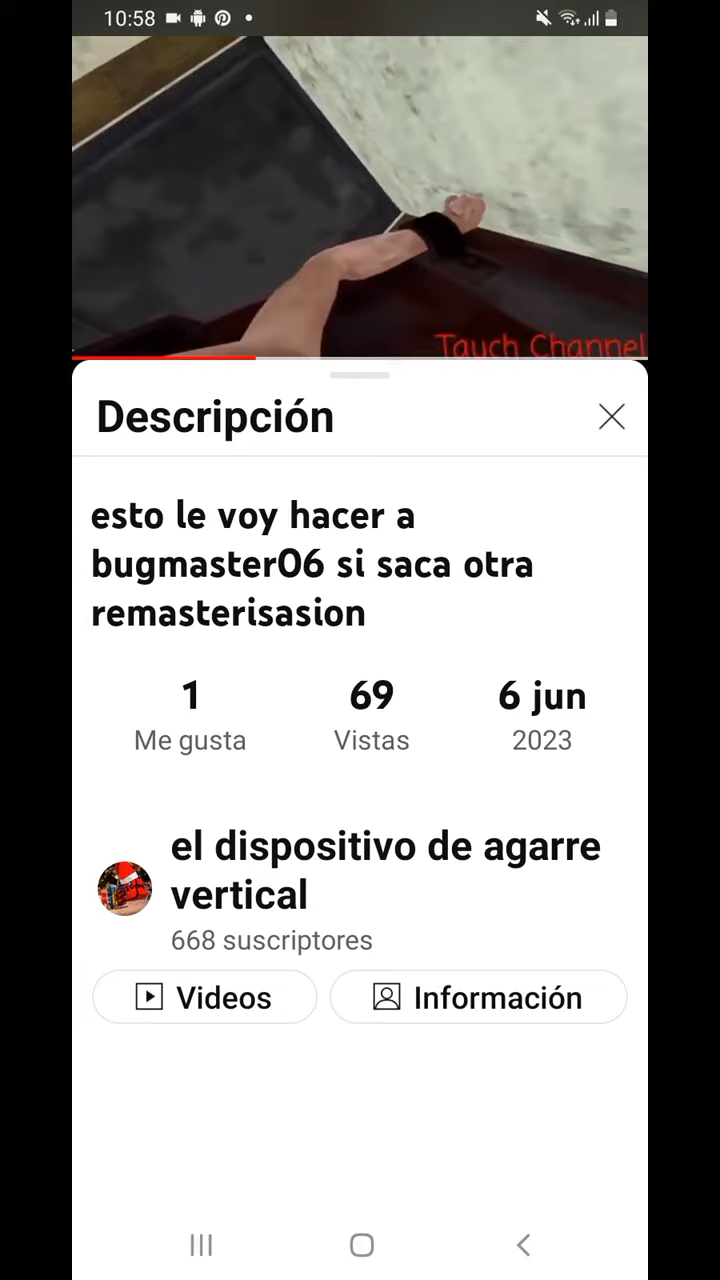 10:58
Tauch Channel
Descripción
esto le voy hacer a
bugmaster06 si saca otra
remasterisasion
1
Me gusta
69
Vistas
6 jun
2023
el dispositivo de agarre
vertical
668 suscriptores
Videos
Información